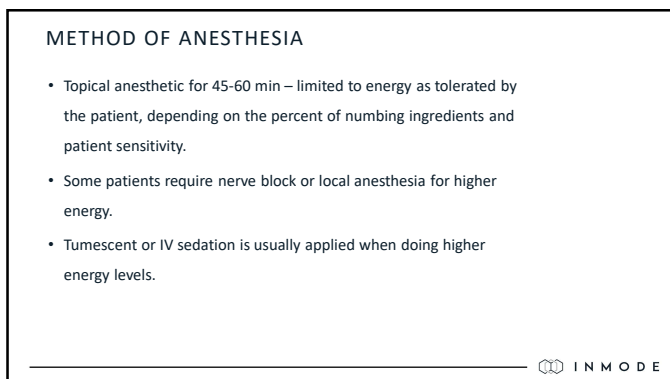 METHOD OF ANESTHESIA
• Topical anesthetic for 45-60 min – limited to energy as tolerated by
the patient, depending on the percent of numbing ingredients and
patient sensitivity.
• Some patients require nerve block or local anesthesia for higher
energy.
• Tumescent or IV sedation is usually applied when doing higher
energy levels.
INMODE